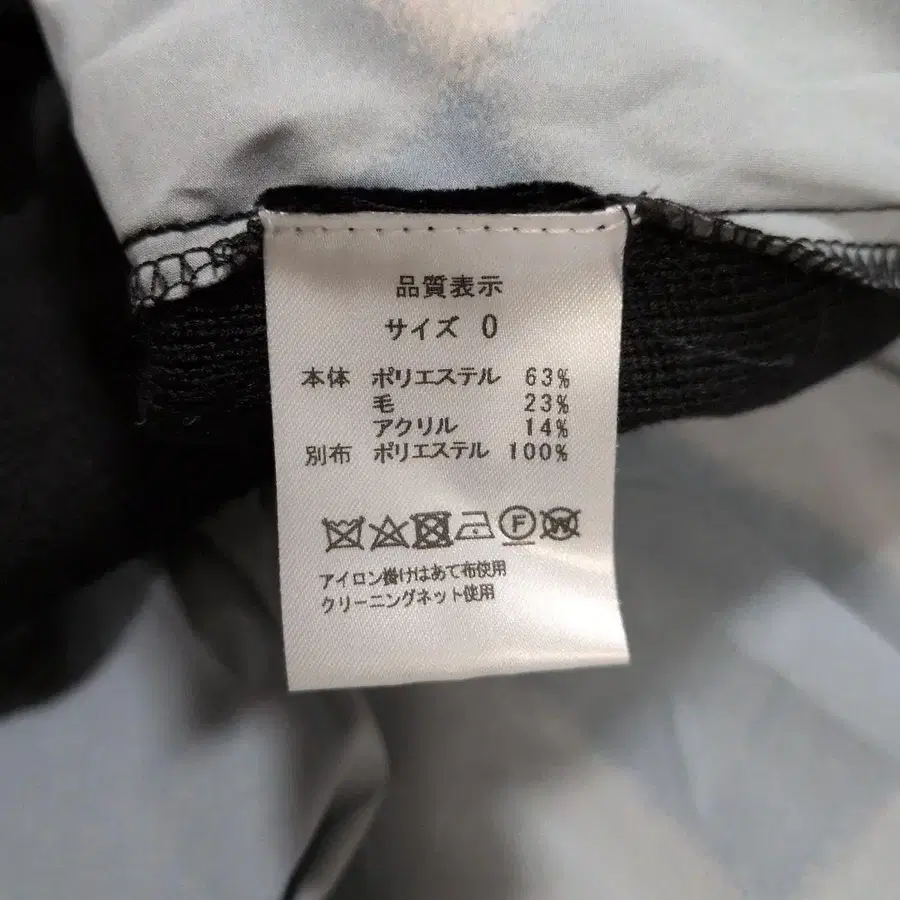 品質表示
サイズ 0
本体 ポリエステル 63%
毛 23%
アクリル 14%
別布 ポリエステル 100%
F W
アイロン掛けはあて布使用
クリーニングネット使用